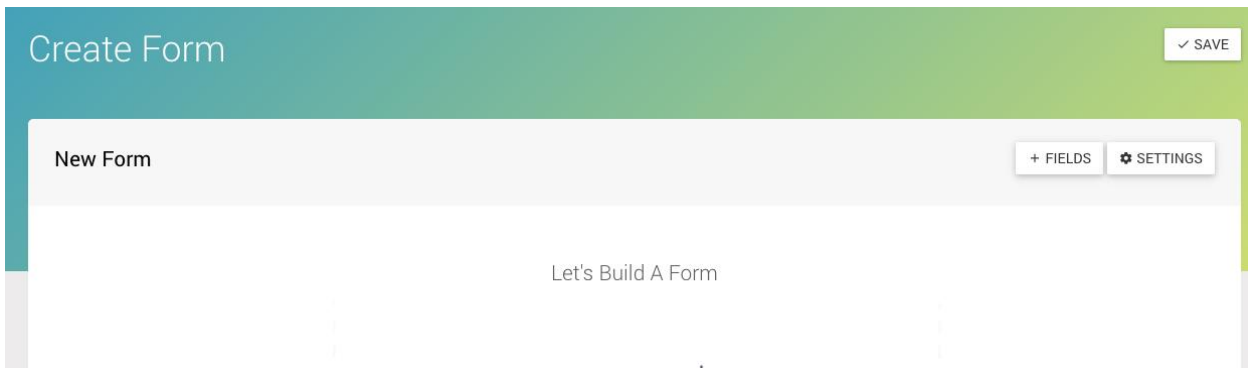 Create Form
✓ SAVE
New Form
+ FIELDS
SETTINGS
Let's Build A Form